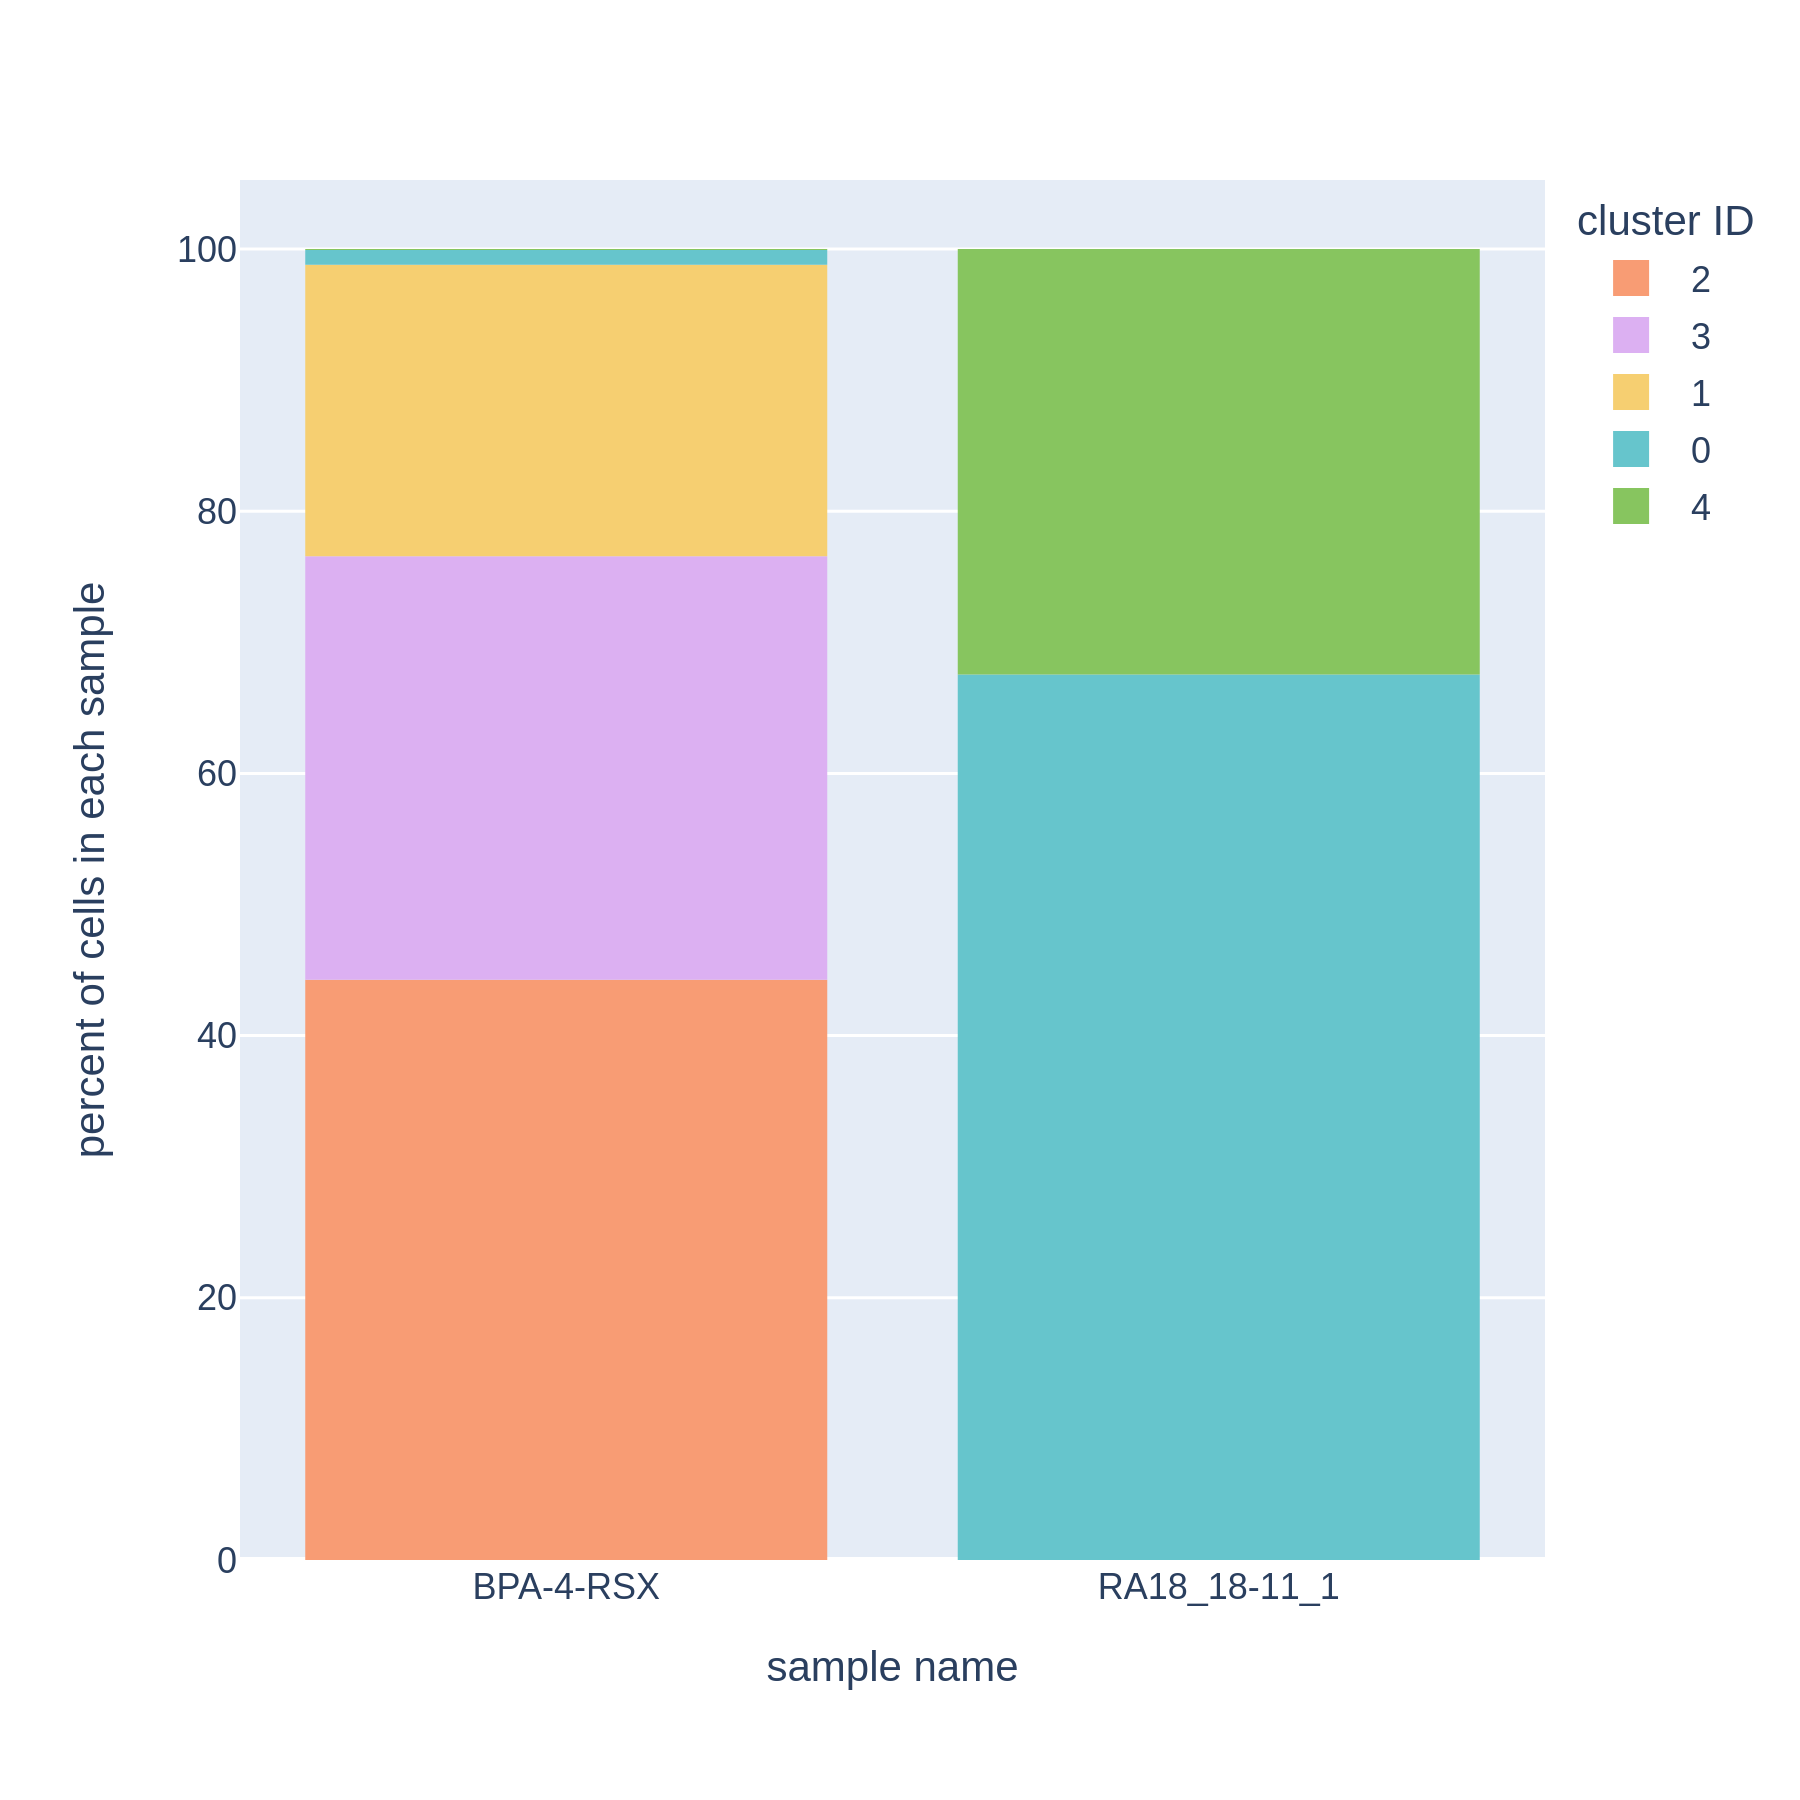 cluster ID
2
3
1
0
4
percent of cells in each sample
100
80
60
40
20
0
BPA-4-RSX
RA18_18-11_1
sample name